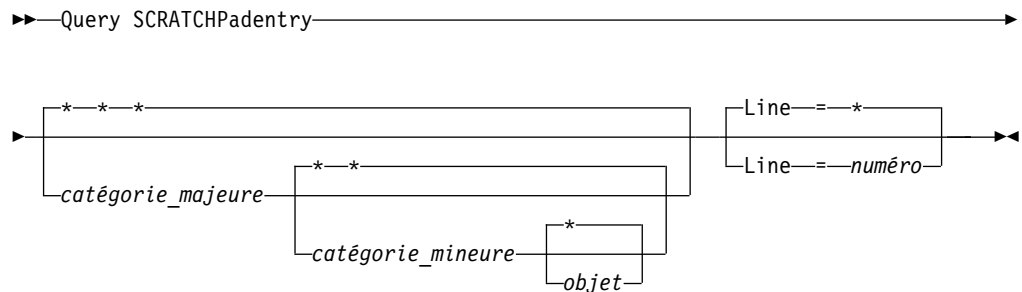 Query SCRATCHPadentry
* * *
Line = *
catégorie_majeure
* *
Line = numéro
catégorie_mineure
*
objet